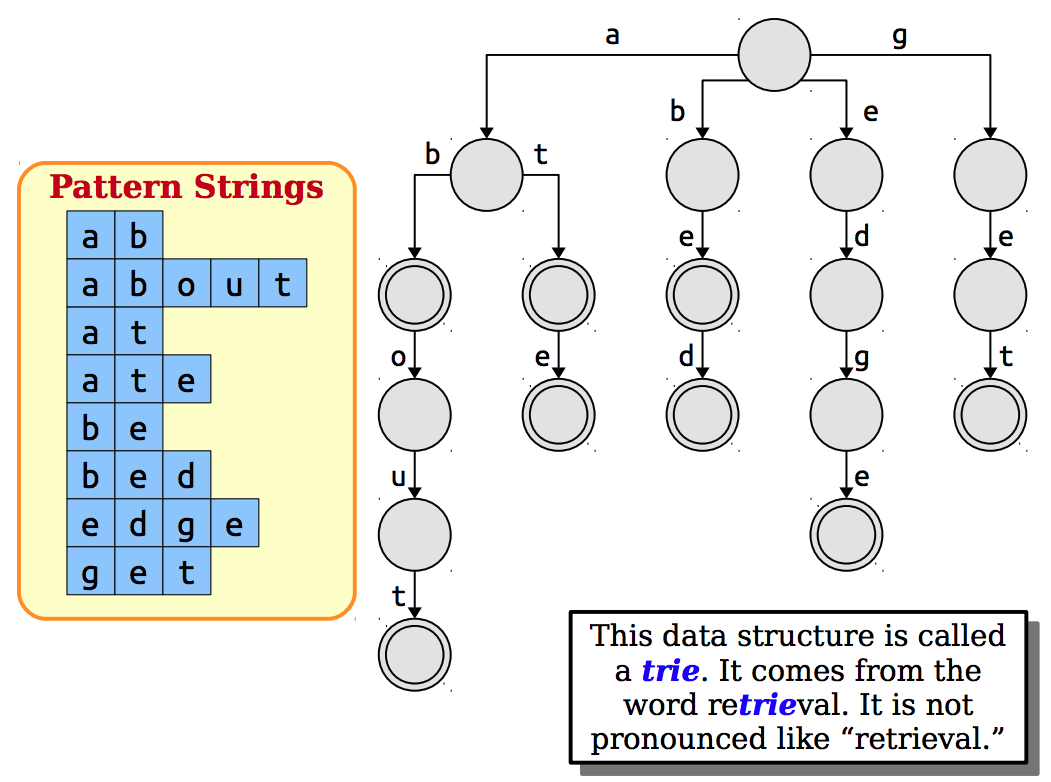 a g
b e
b t
Pattern Strings
a b
a b o u t
a t
a t e
b e
b e d
e d g e
g e t
e d e
o e d g t
u e
t
This data structure is called
a trie. It comes from the
word retrieval. It is not
pronounced like “retrieval.”